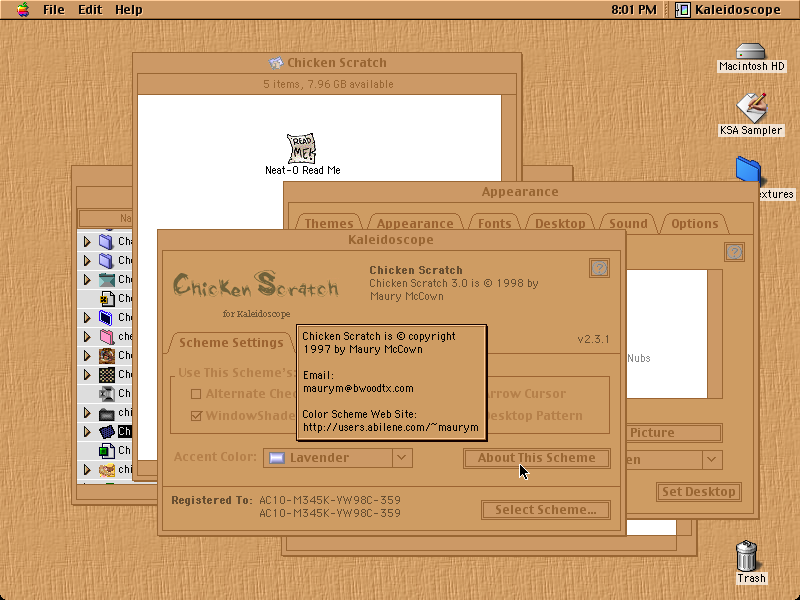 File Edit Help
8:01 PM
Kaleidoscope
Chicken Scratch
5 items, 7.96 GB available
READ
ME!
Neat-O Read Me
Macintosh HD
KSA Sampler
extures
Appearance
Themes Appearance Fonts Desktop Sound Options
Na
Kaleidoscope
Chicken Scratch
for Kaleidoscope
Chicken Scratch
Chicken Scratch 3.0 is © 1998 by
Maury McCown
v2.3.1
Scheme Settings
Use This Scheme's:
Alternate Chec
WindowShade
Arrow Cursor
Desktop Pattern
Chicken Scratch is © copyright
1997 by Maury McCown
Email:
maurym@bwoodtx.com
Color Scheme Web Site:
http://users.abilene.com/~maurym
Accent Color: Lavender
About This Scheme
Registered To: AC10-M345K-YW98C-359
AC10-M345K-YW98C-359
Select Scheme...
Nubs
Picture
en
Set Desktop
Cha
Che
Che
Che
Che
Che
che
Che
Che
Chi
chi
Ch
Ch
chi
Trash